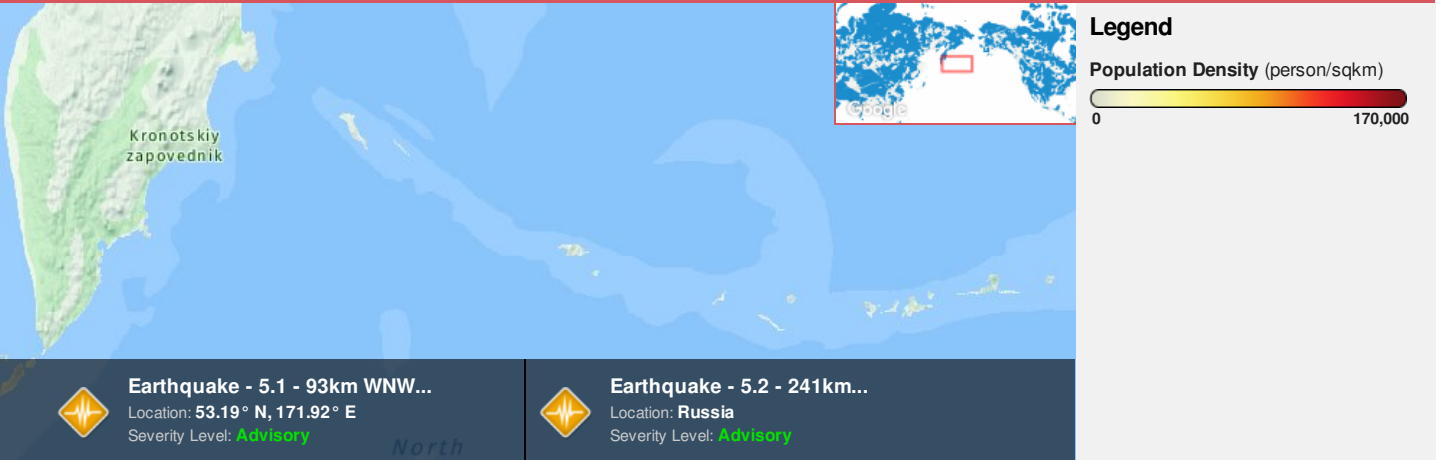 Kronotskiy
zapovednik
Google
Legend
Population Density (person/sqkm)
0 170,000
Earthquake - 5.1 - 93km WNW...
Location: 53.19° N, 171.92° E
Severity Level: Advisory
Earthquake - 5.2 - 241km...
Location: Russia
Severity Level: Advisory
North